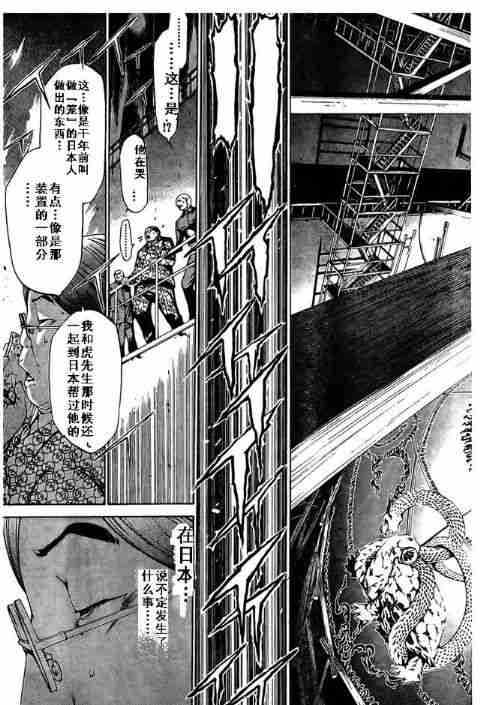 ……
这…是
!?
他在哭
…
………
………
这…像是千年前叫
做「笼」的日本人
做出的东西…
有点…像是那
装置的一部分
……
我和虎先生那时候还
一起到日本帮过他的
在日本…
说不定发生了
什么事……